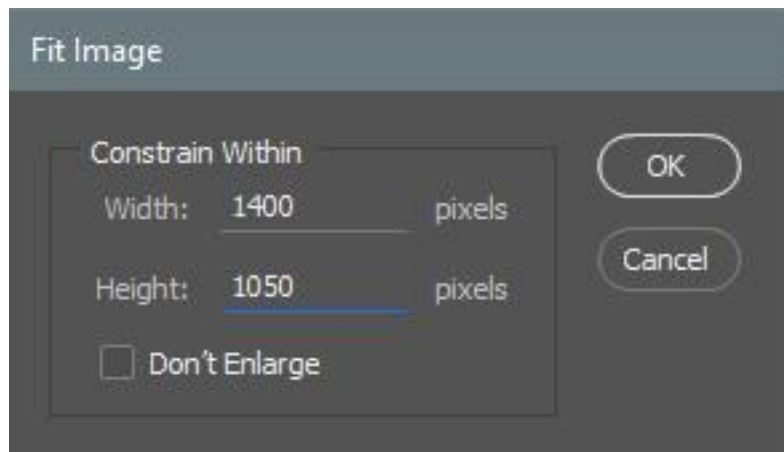 Fit Image
Constrain Within
Width: 1400 pixels
Height: 1050 pixels
Don't Enlarge
OK
Cancel